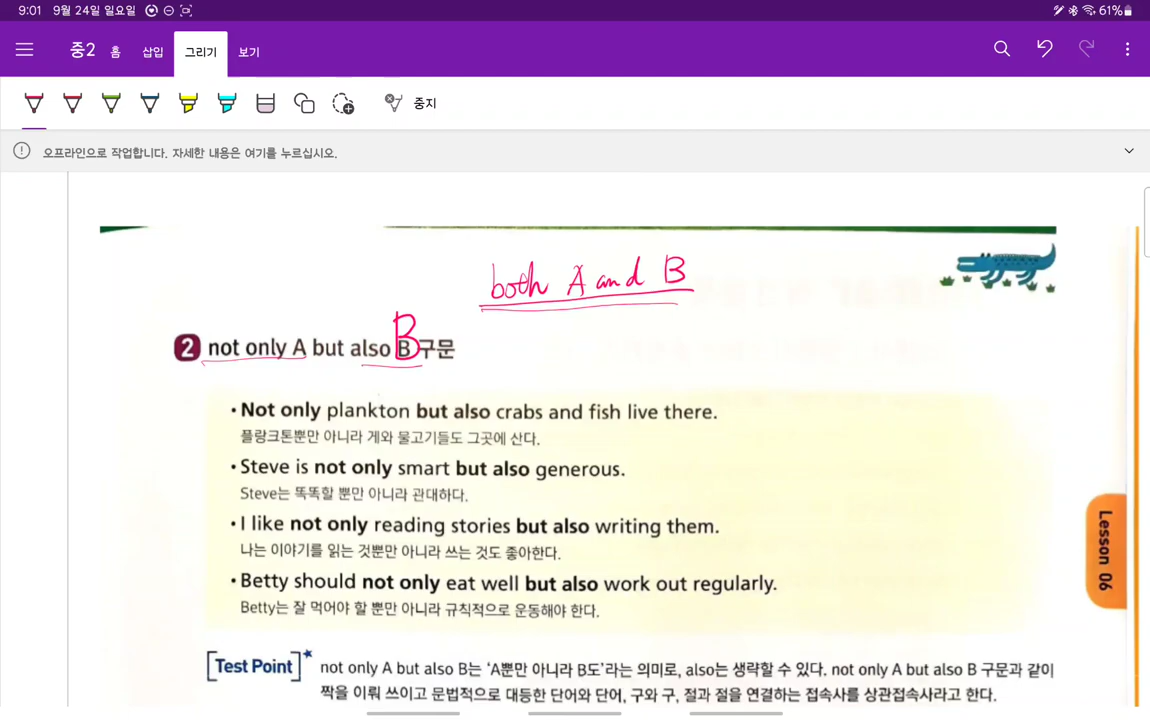 9:01 9월 24일 일요일 61%
중2 홈 삽입 그리기 보기
중지
오프라인으로 작업합니다. 자세한 내용은 여기를 누르십시오.
both A and B
B
2 not only A but also B 구문
• Not only plankton but also crabs and fish live there.
플랑크톤뿐만 아니라 게와 물고기들도 그곳에 산다.
• Steve is not only smart but also generous.
Steve는 똑똑할 뿐만 아니라 관대하다.
• I like not only reading stories but also writing them.
나는 이야기를 읽는 것뿐만 아니라 쓰는 것도 좋아한다.
• Betty should not only eat well but also work out regularly.
Betty는 잘 먹어야 할 뿐만 아니라 규칙적으로 운동해야 한다.
Lesson 06
[Test Point]★ not only A but also B는 ‘A뿐만 아니라 B도’라는 의미로, also는 생략할 수 있다. not only A but also B 구문과 같이
짝을 이뤄 쓰이고 문법적으로 대등한 단어와 단어, 구와 구, 절과 절을 연결하는 접속사를 상관접속사라고 한다.